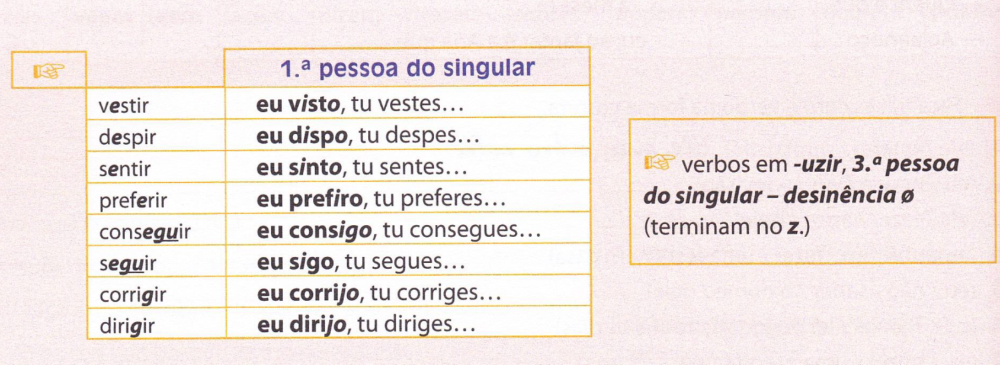 1.ª pessoa do singular
vestir eu visto, tu vestes...
despir eu dispo, tu despes...
sentir eu sinto, tu sentes...
preferir eu prefiro, tu preferes...
conseguir eu consigo, tu consegues...
seguir eu sigo, tu segues...
corrigir eu corrijo, tu corriges...
dirigir eu dirijo, tu diriges...
☞ verbos em -uzir, 3.ª pessoa
do singular – desinência ø
(terminam no z.)